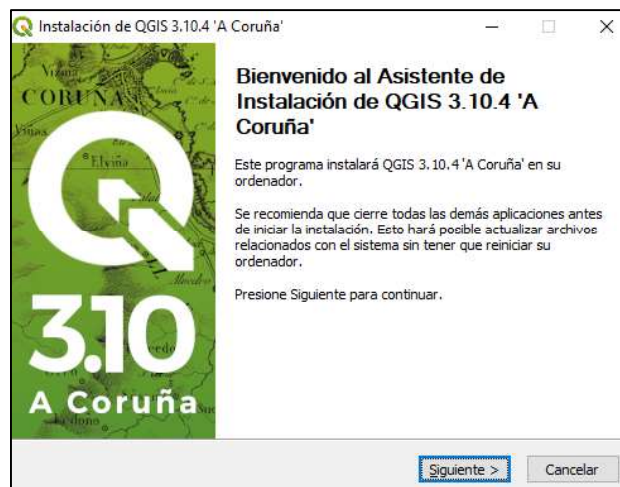 Instalación de QGIS 3.10.4 'A Coruña'
Bienvenido al Asistente de
Instalación de QGIS 3.10.4 'A
Coruña'
Este programa instalará QGIS 3.10.4 'A Coruña' en su
ordenador.
Se recomienda que cierre todas las demás aplicaciones antes
de iniciar la instalación. Esto hará posible actualizar archivos
relacionados con el sistema sin tener que reiniciar su
ordenador.
Presione Siguiente para continuar.
CORUNA
Elviña
3.10
A Coruña
Siguiente >
Cancelar